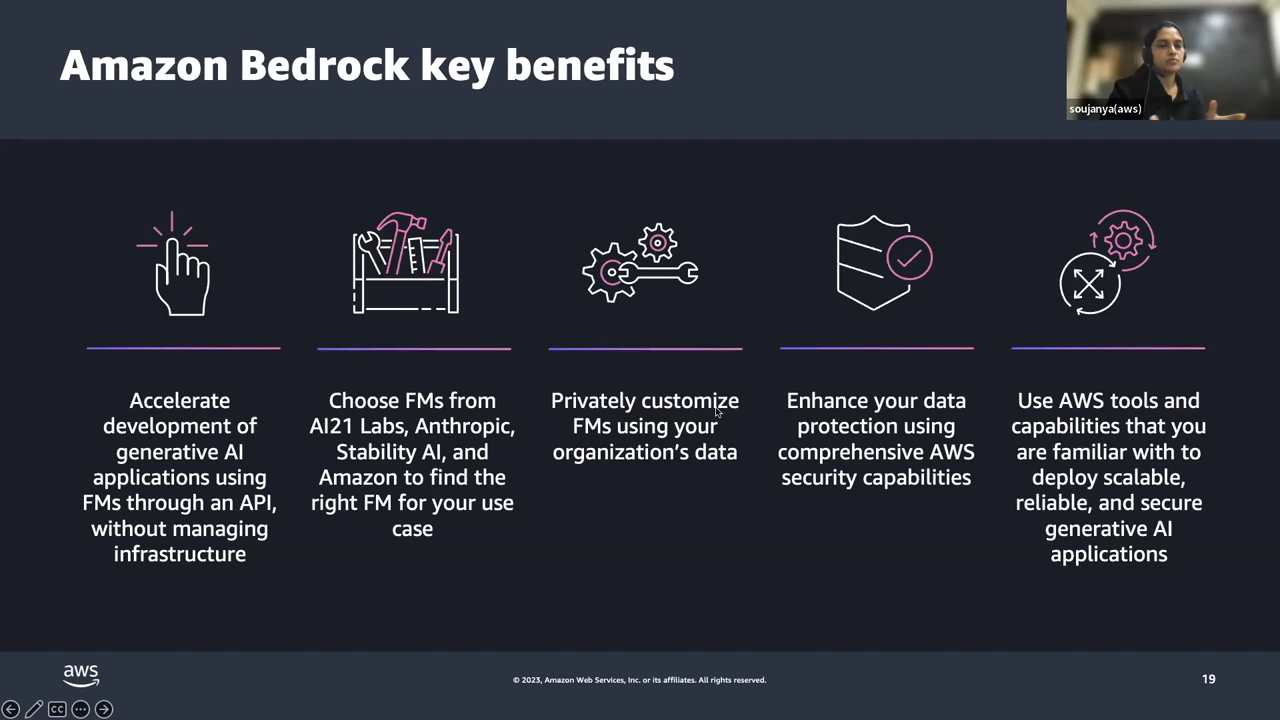 Amazon Bedrock key benefits
soujanya(aws)
Accelerate
development of
generative AI
applications using
FMs through an API,
without managing
infrastructure
Choose FMs from
AI21 Labs, Anthropic,
Stability AI, and
Amazon to find the
right FM for your use
case
Privately customize
FMs using your
organization's data
Enhance your data
protection using
comprehensive AWS
security capabilities
Use AWS tools and
capabilities that you
are familiar with to
deploy scalable,
reliable, and secure
generative AI
applications
aws
© 2023, Amazon Web Services, Inc. or its affiliates. All rights reserved.
19
CC